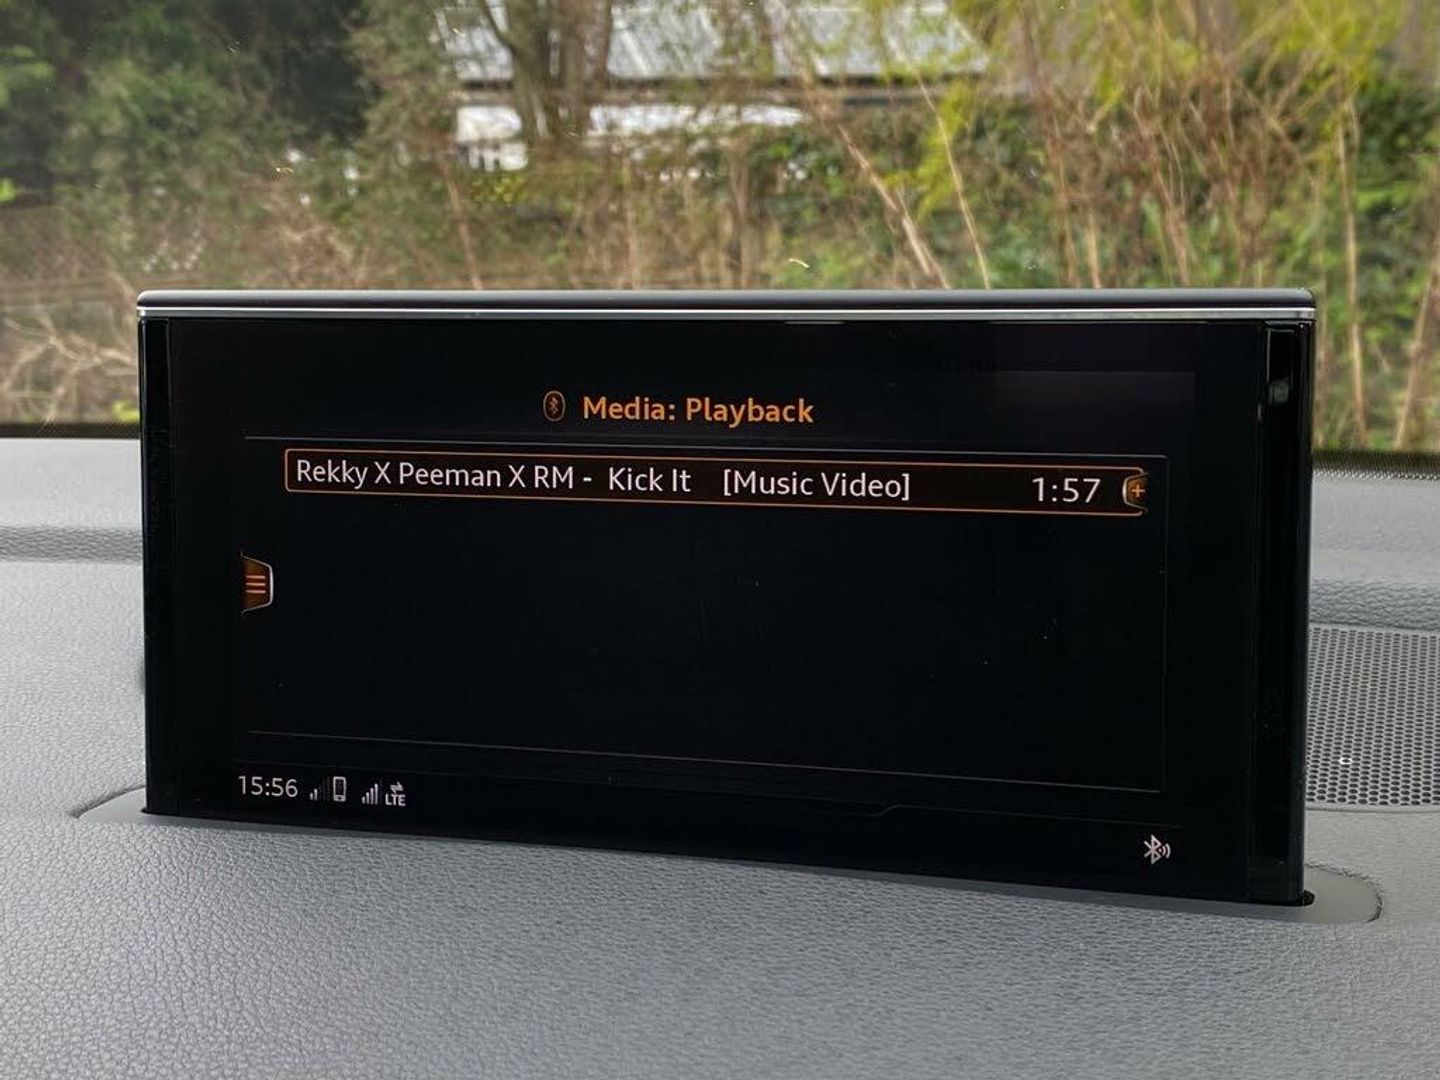 Media: Playback
Rekky X Peeman X RM - Kick It [Music Video] 1:57 +
15:56 LTE